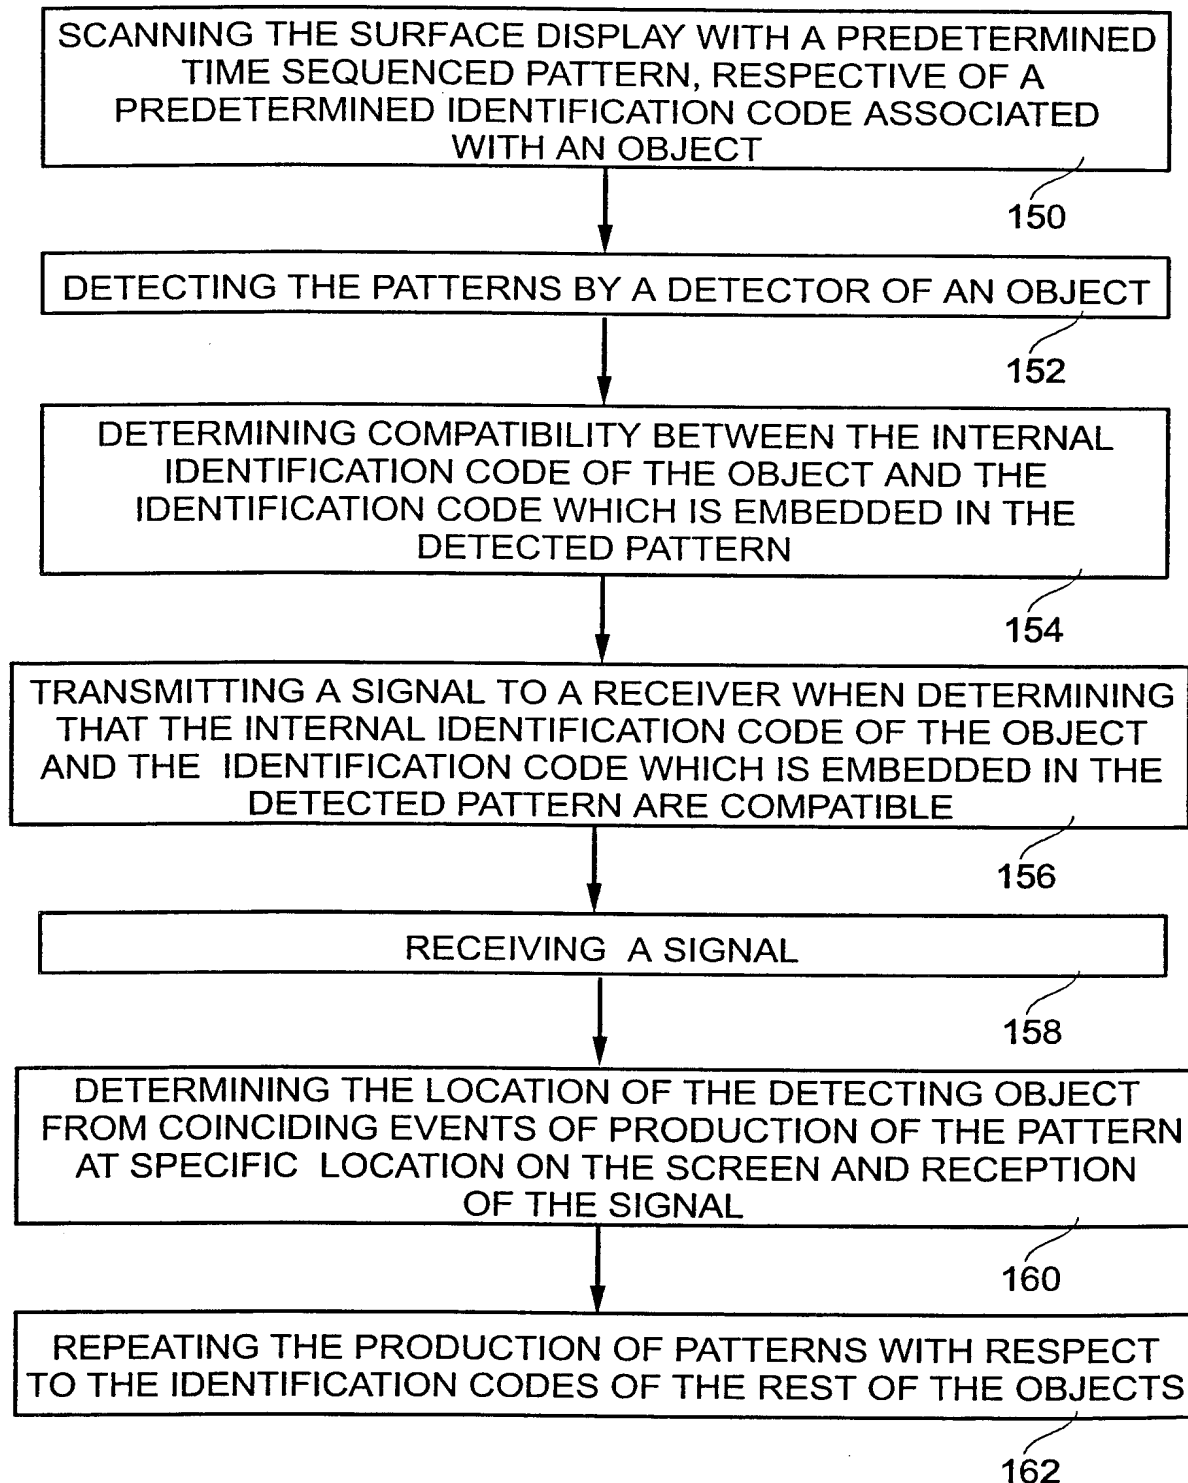 SCANNING THE SURFACE DISPLAY WITH A PREDETERMINED
TIME SEQUENCED PATTERN, RESPECTIVE OF A
PREDETERMINED IDENTIFICATION CODE ASSOCIATED
WITH AN OBJECT
150
DETECTING THE PATTERNS BY A DETECTOR OF AN OBJECT
152
DETERMINING COMPATIBILITY BETWEEN THE INTERNAL
IDENTIFICATION CODE OF THE OBJECT AND THE
IDENTIFICATION CODE WHICH IS EMBEDDED IN THE
DETECTED PATTERN
154
TRANSMITTING A SIGNAL TO A RECEIVER WHEN DETERMINING
THAT THE INTERNAL IDENTIFICATION CODE OF THE OBJECT
AND THE IDENTIFICATION CODE WHICH IS EMBEDDED IN THE
DETECTED PATTERN ARE COMPATIBLE
156
RECEIVING A SIGNAL
158
DETERMINING THE LOCATION OF THE DETECTING OBJECT
FROM COINCIDING EVENTS OF PRODUCTION OF THE PATTERN
AT SPECIFIC LOCATION ON THE SCREEN AND RECEPTION
OF THE SIGNAL
160
REPEATING THE PRODUCTION OF PATTERNS WITH RESPECT
TO THE IDENTIFICATION CODES OF THE REST OF THE OBJECTS
162